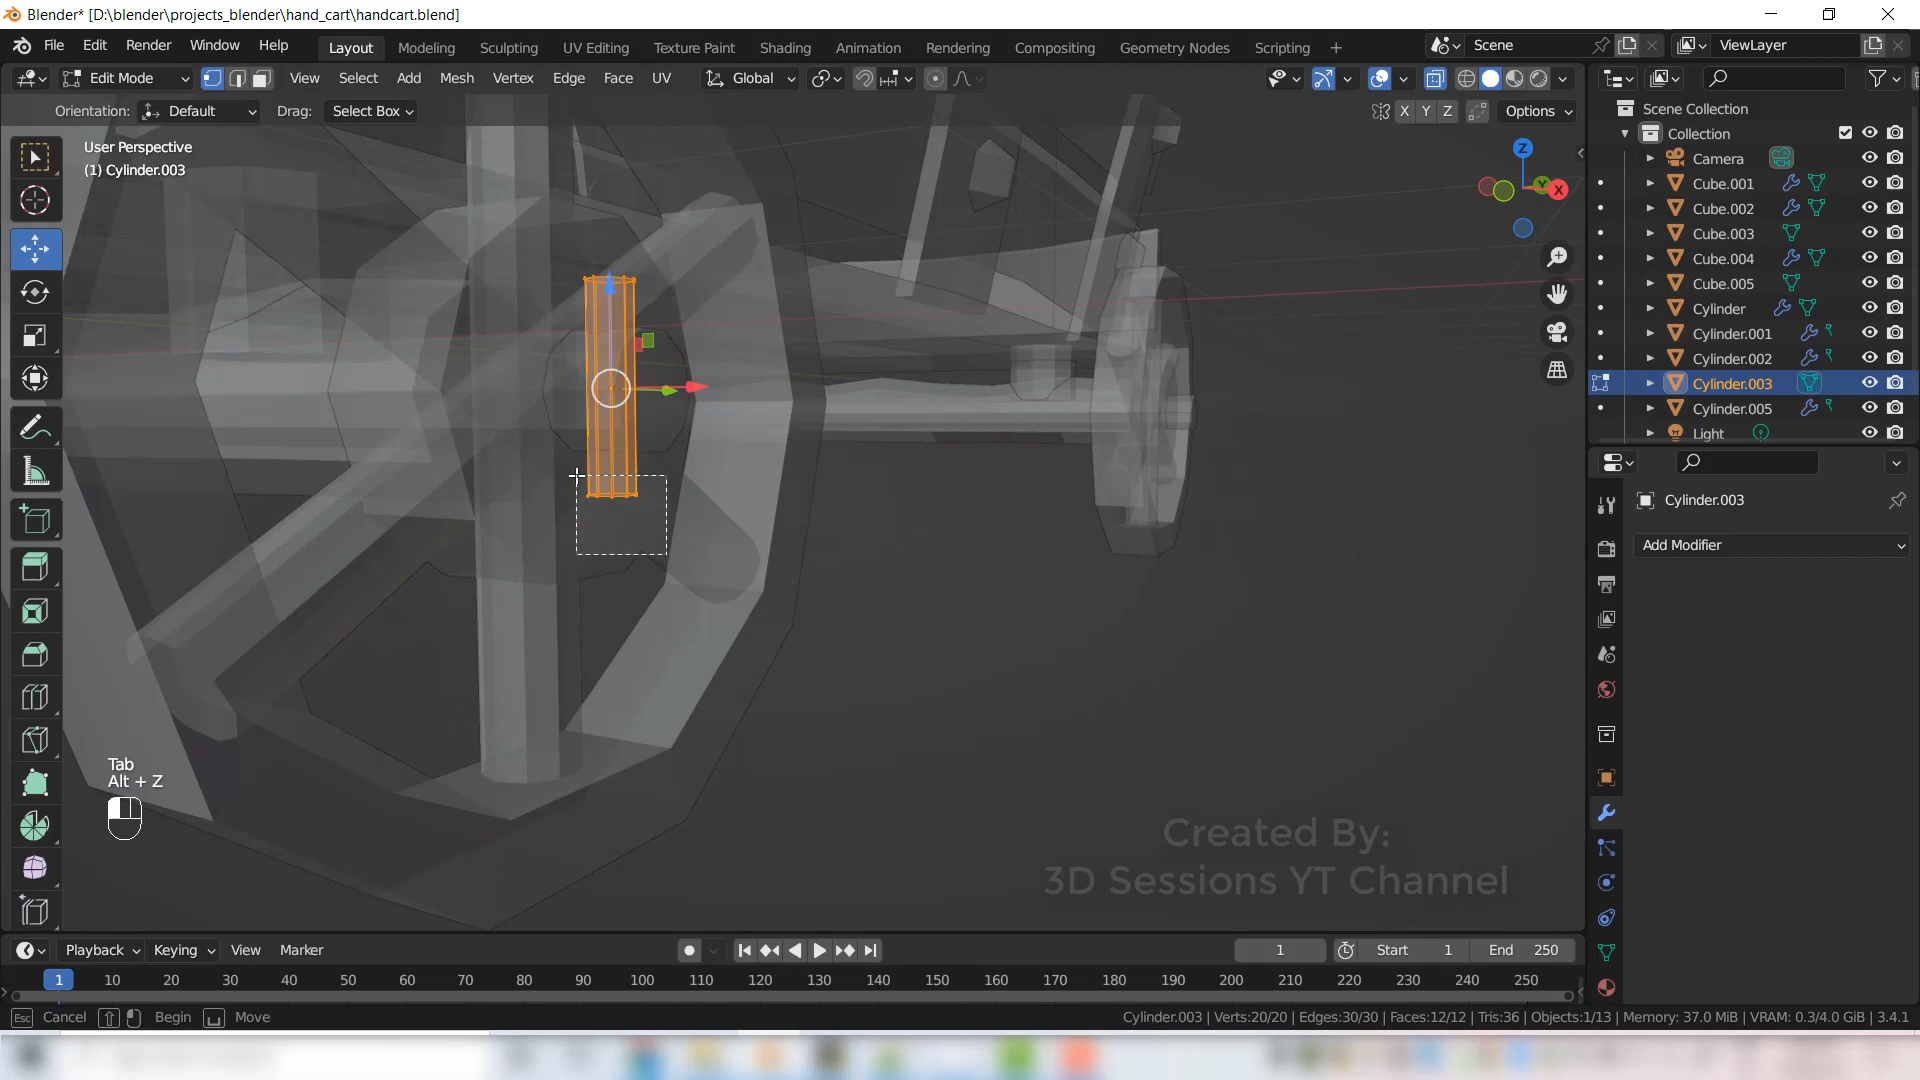 Blender* [D:\blender\projects_blender\hand_cart\handcart.blend]
File Edit Render Window Help Layout Modeling Sculpting UV Editing Texture Paint Shading Animation Rendering Compositing Geometry Nodes Scripting + Scene ViewLayer
Edit Mode View Select Add Mesh Vertex Edge Face UV Global
Orientation: Default Drag: Select Box X Y Z Options
User Perspective
(1) Cylinder.003
Z
Y
X
Scene Collection
Collection
Camera
Cube.001
Cube.002
Cube.003
Cube.004
Cube.005
Cylinder
Cylinder.001
Cylinder.002
Cylinder.003
Cylinder.005
Light
Cylinder.003
Add Modifier
Tab
Alt + Z
Created By:
3D Sessions YT Channel
Playback Keying View Marker 1 Start 1 End 250
1 10 20 30 40 50 60 70 80 90 100 110 120 130 140 150 160 170 180 190 200 210 220 230 240 250
Esc Cancel Begin Move Cylinder.003 | Verts:20/20 | Edges:30/30 | Faces:12/12 | Tris:36 | Objects:1/13 | Memory: 37.0 MiB | VRAM: 0.3/4.0 GiB | 3.4.1